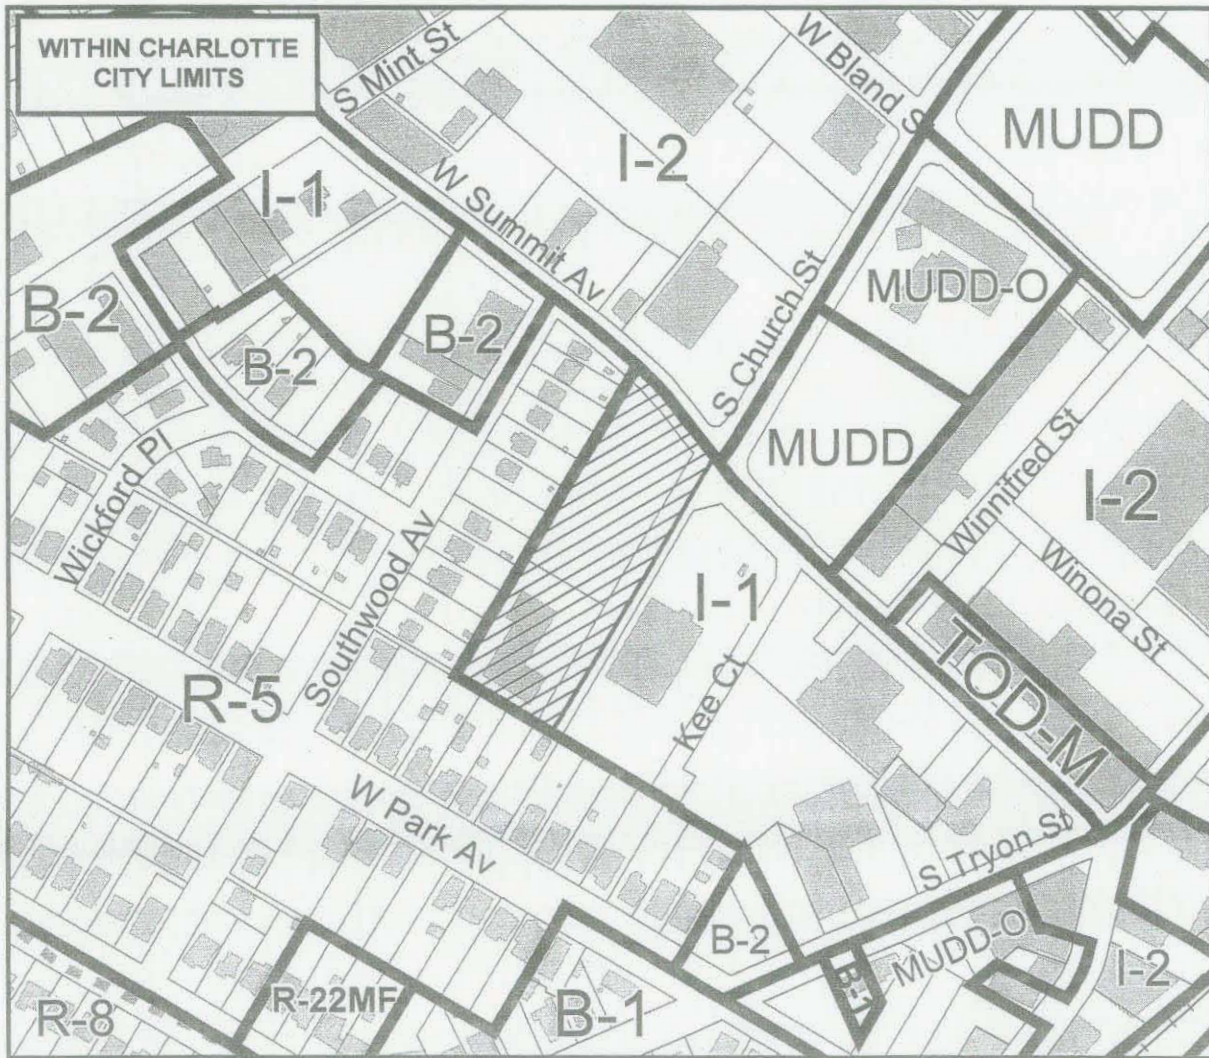 WITHIN CHARLOTTE
CITY LIMITS
S Mint St
W Bland S
MUDD
I-2
I-1
W Summit Av
B-2
B-2
B-2
S Church St
MUDD-O
MUDD
Winnifred St
I-2
Winona St
Wickford Pl
Southwood Av
I-1
Kee Ct
TOD-M
R-5
W Park Av
S Tryon St
B-2
MUDD-O
B-1
I-2
R-22MF
B-1
R-8